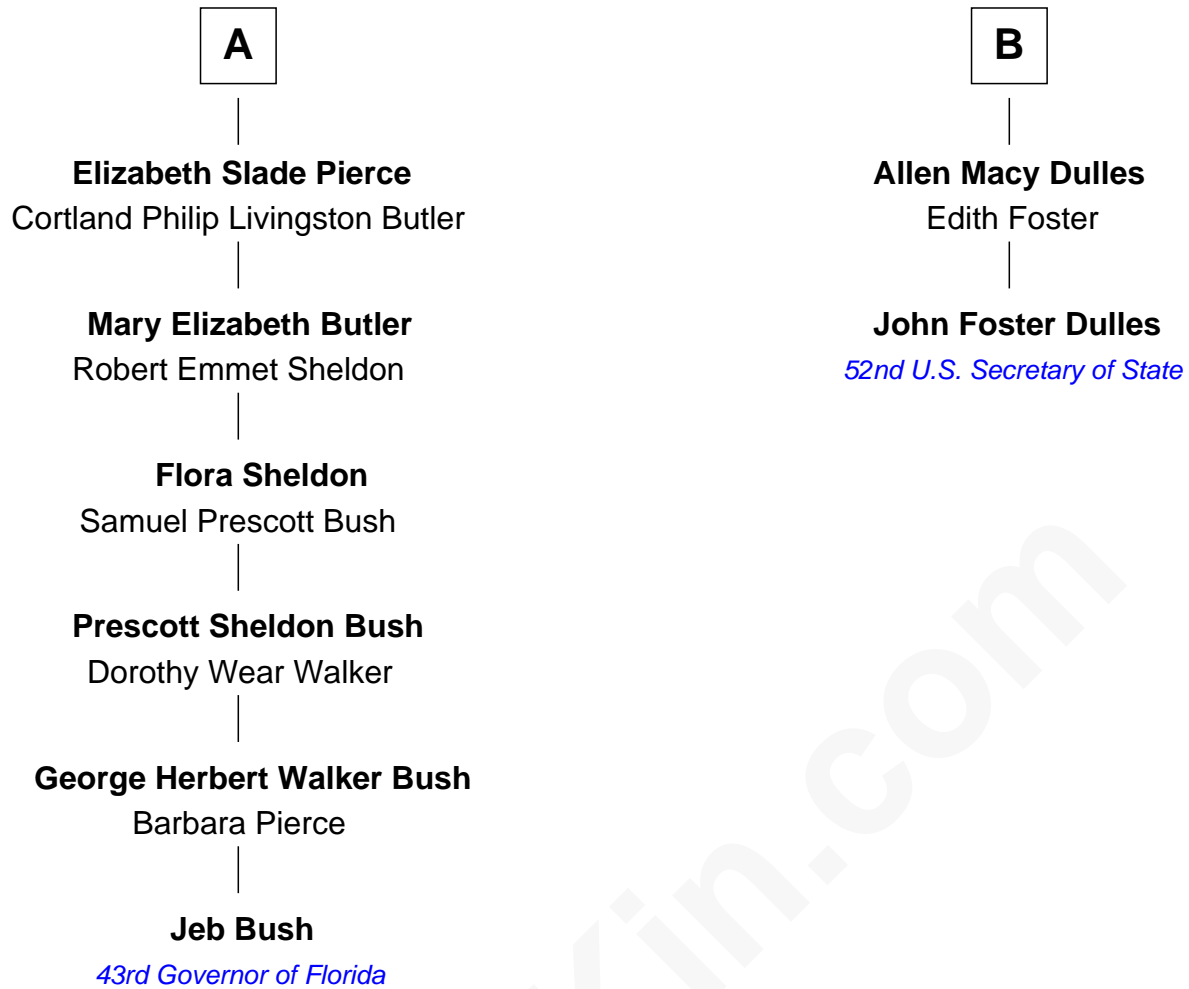 A
Elizabeth Slade Pierce
Cortland Philip Livingston Butler
Mary Elizabeth Butler
Robert Emmet Sheldon
Flora Sheldon
Samuel Prescott Bush
Prescott Sheldon Bush
Dorothy Wear Walker
George Herbert Walker Bush
Barbara Pierce
Jeb Bush
43rd Governor of Florida
B
Allen Macy Dulles
Edith Foster
John Foster Dulles
52nd U.S. Secretary of State
Kin.com